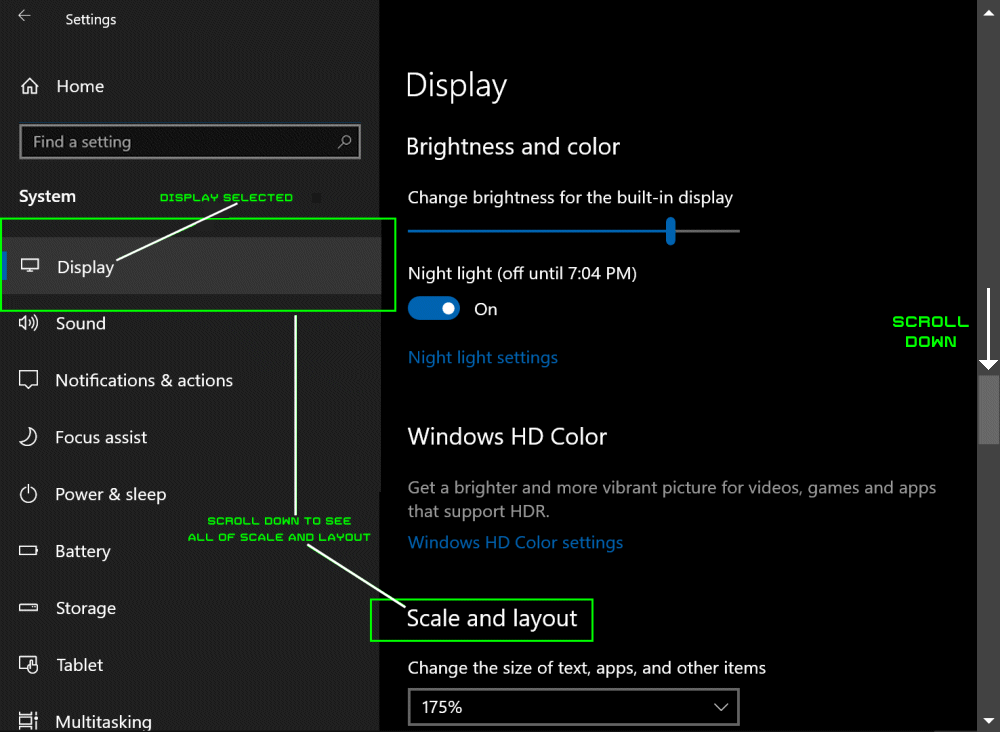 Settings
Home
Find a setting
System
DISPLAY SELECTED
Display
Sound
Notifications & actions
Focus assist
Power & sleep
SCROLL DOWN TO SEE
ALL OF SCALE AND LAYOUT
Battery
Storage
Tablet
Multitasking
Display
Brightness and color
Change brightness for the built-in display
Night light (off until 7:04 PM)
On
Night light settings
SCROLL
DOWN
Windows HD Color
Get a brighter and more vibrant picture for videos, games and apps
that support HDR.
Windows HD Color settings
Scale and layout
Change the size of text, apps, and other items
175%